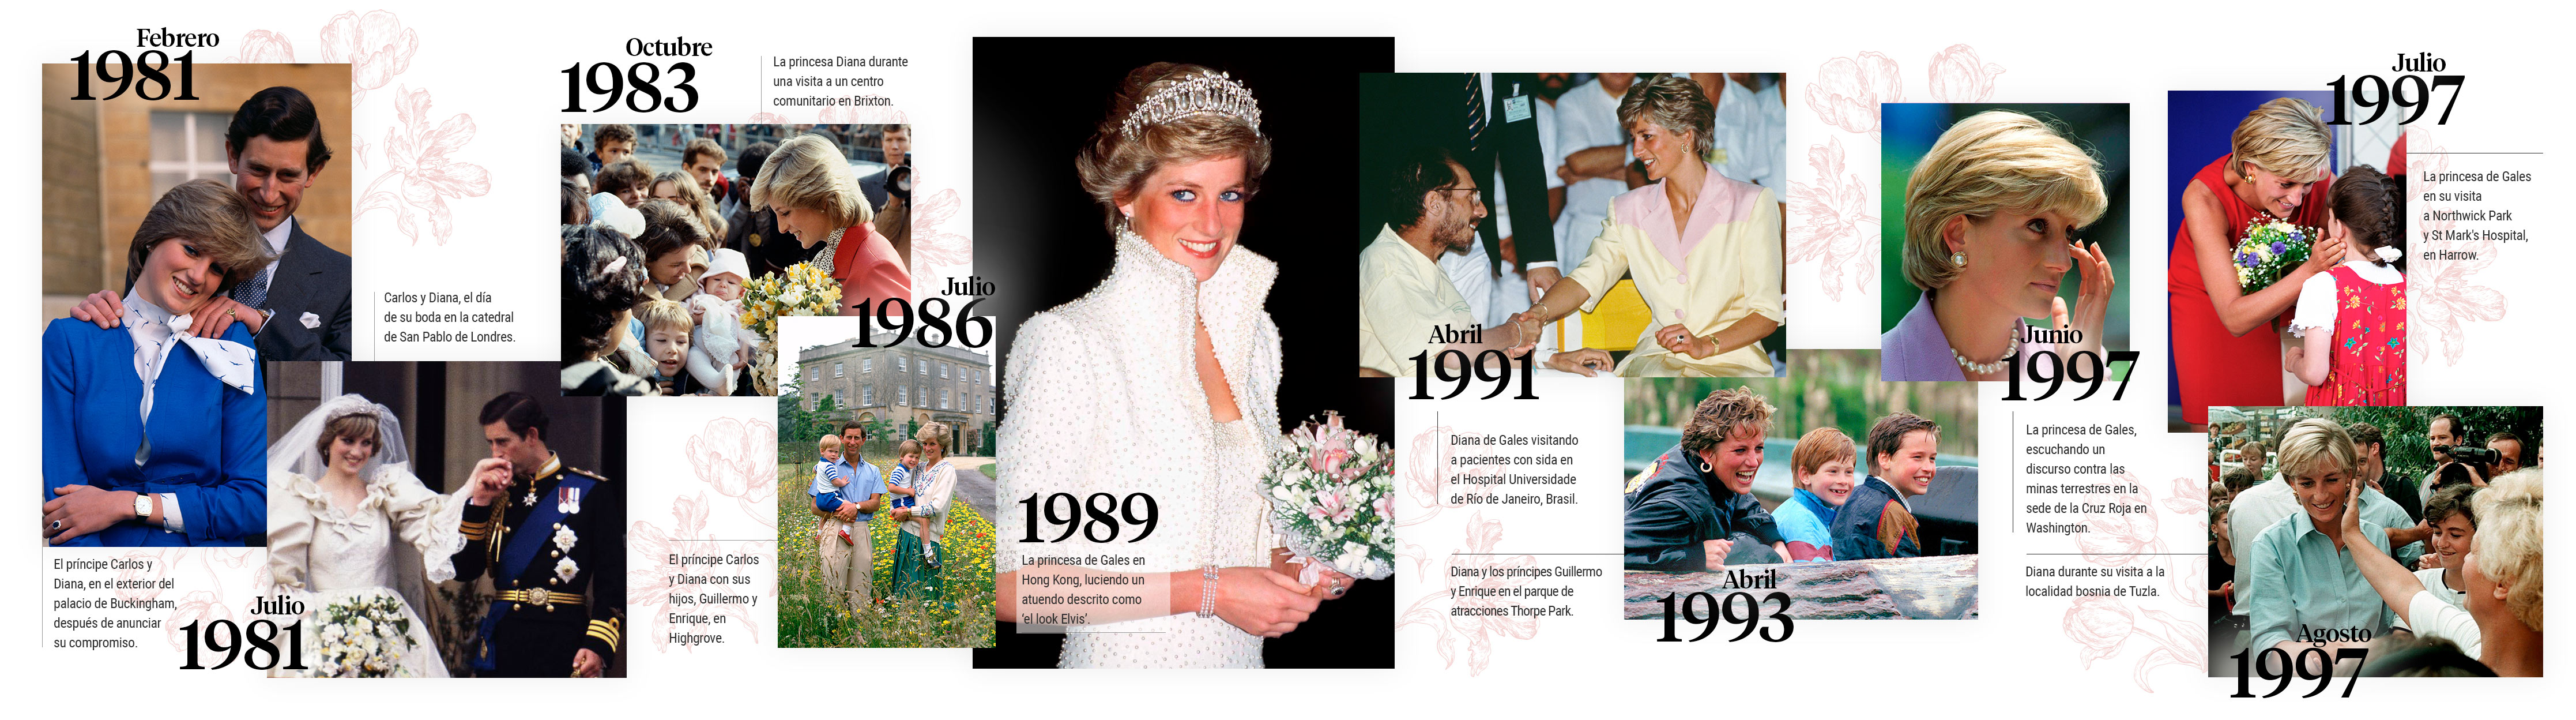 Febrero
1981
El príncipe Carlos y
Diana, en el exterior del
palacio de Buckingham,
después de anunciar
su compromiso.
Julio
1981
Carlos y Diana, el día
de su boda en la catedral
de San Pablo de Londres.
Octubre
1983
La princesa Diana durante
una visita a un centro
comunitario en Brixton.
Julio
1986
El príncipe Carlos
y Diana con sus
hijos, Guillermo y
Enrique, en
Highgrove.
1989
La princesa de Gales en
Hong Kong, luciendo un
atuendo descrito como
'el look Elvis'.
Abril
1991
Diana de Gales visitando
a pacientes con sida en
el Hospital Universidade
de Río de Janeiro, Brasil.
Diana y los príncipes Guillermo
y Enrique en el parque de
atracciones Thorpe Park.
Abril
1993
Junio
1997
La princesa de Gales,
escuchando un
discurso contra las
minas terrestres en la
sede de la Cruz Roja en
Washington.
Julio
1997
La princesa de Gales
en su visita
a Northwick Park
y St Mark's Hospital,
en Harrow.
Diana durante su visita a la
localidad bosnia de Tuzla.
Agosto
1997